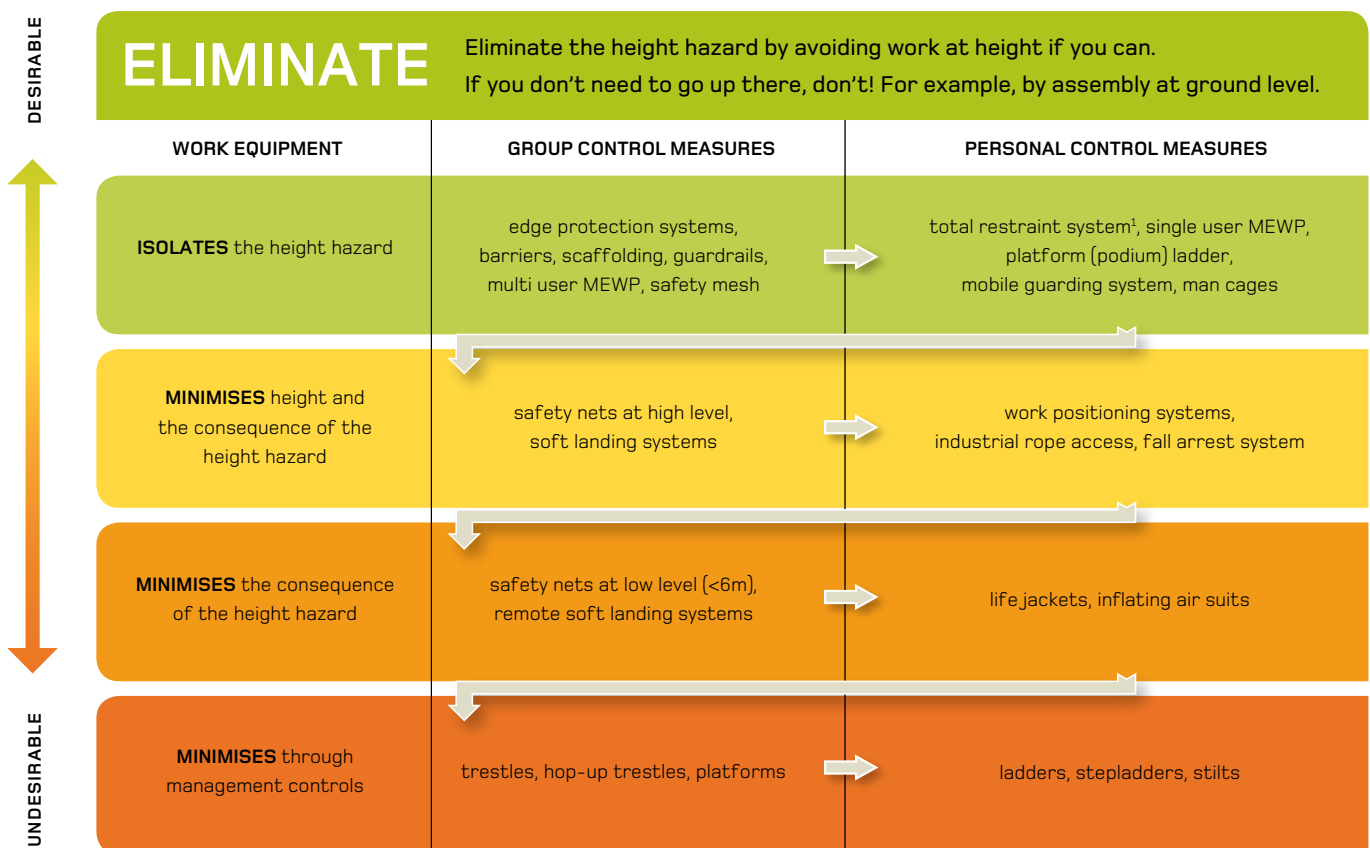 DESIRABLE
ELIMINATE
Eliminate the height hazard by avoiding work at height if you can.
If you don't need to go up there, don't! For example, by assembly at ground level.
WORK EQUIPMENT
GROUP CONTROL MEASURES
PERSONAL CONTROL MEASURES
ISOLATES the height hazard
edge protection systems,
barriers, scaffolding, guardrails,
multi user MEWP, safety mesh
total restraint system¹, single user MEWP,
platform (podium) ladder,
mobile guarding system, man cages
MINIMISES height and
the consequence of the
height hazard
safety nets at high level,
soft landing systems
work positioning systems,
industrial rope access, fall arrest system
MINIMISES the consequence
of the height hazard
safety nets at low level (<6m),
remote soft landing systems
life jackets, inflating air suits
MINIMISES through
management controls
trestles, hop-up trestles, platforms
ladders, stepladders, stilts
UNDESIRABLE